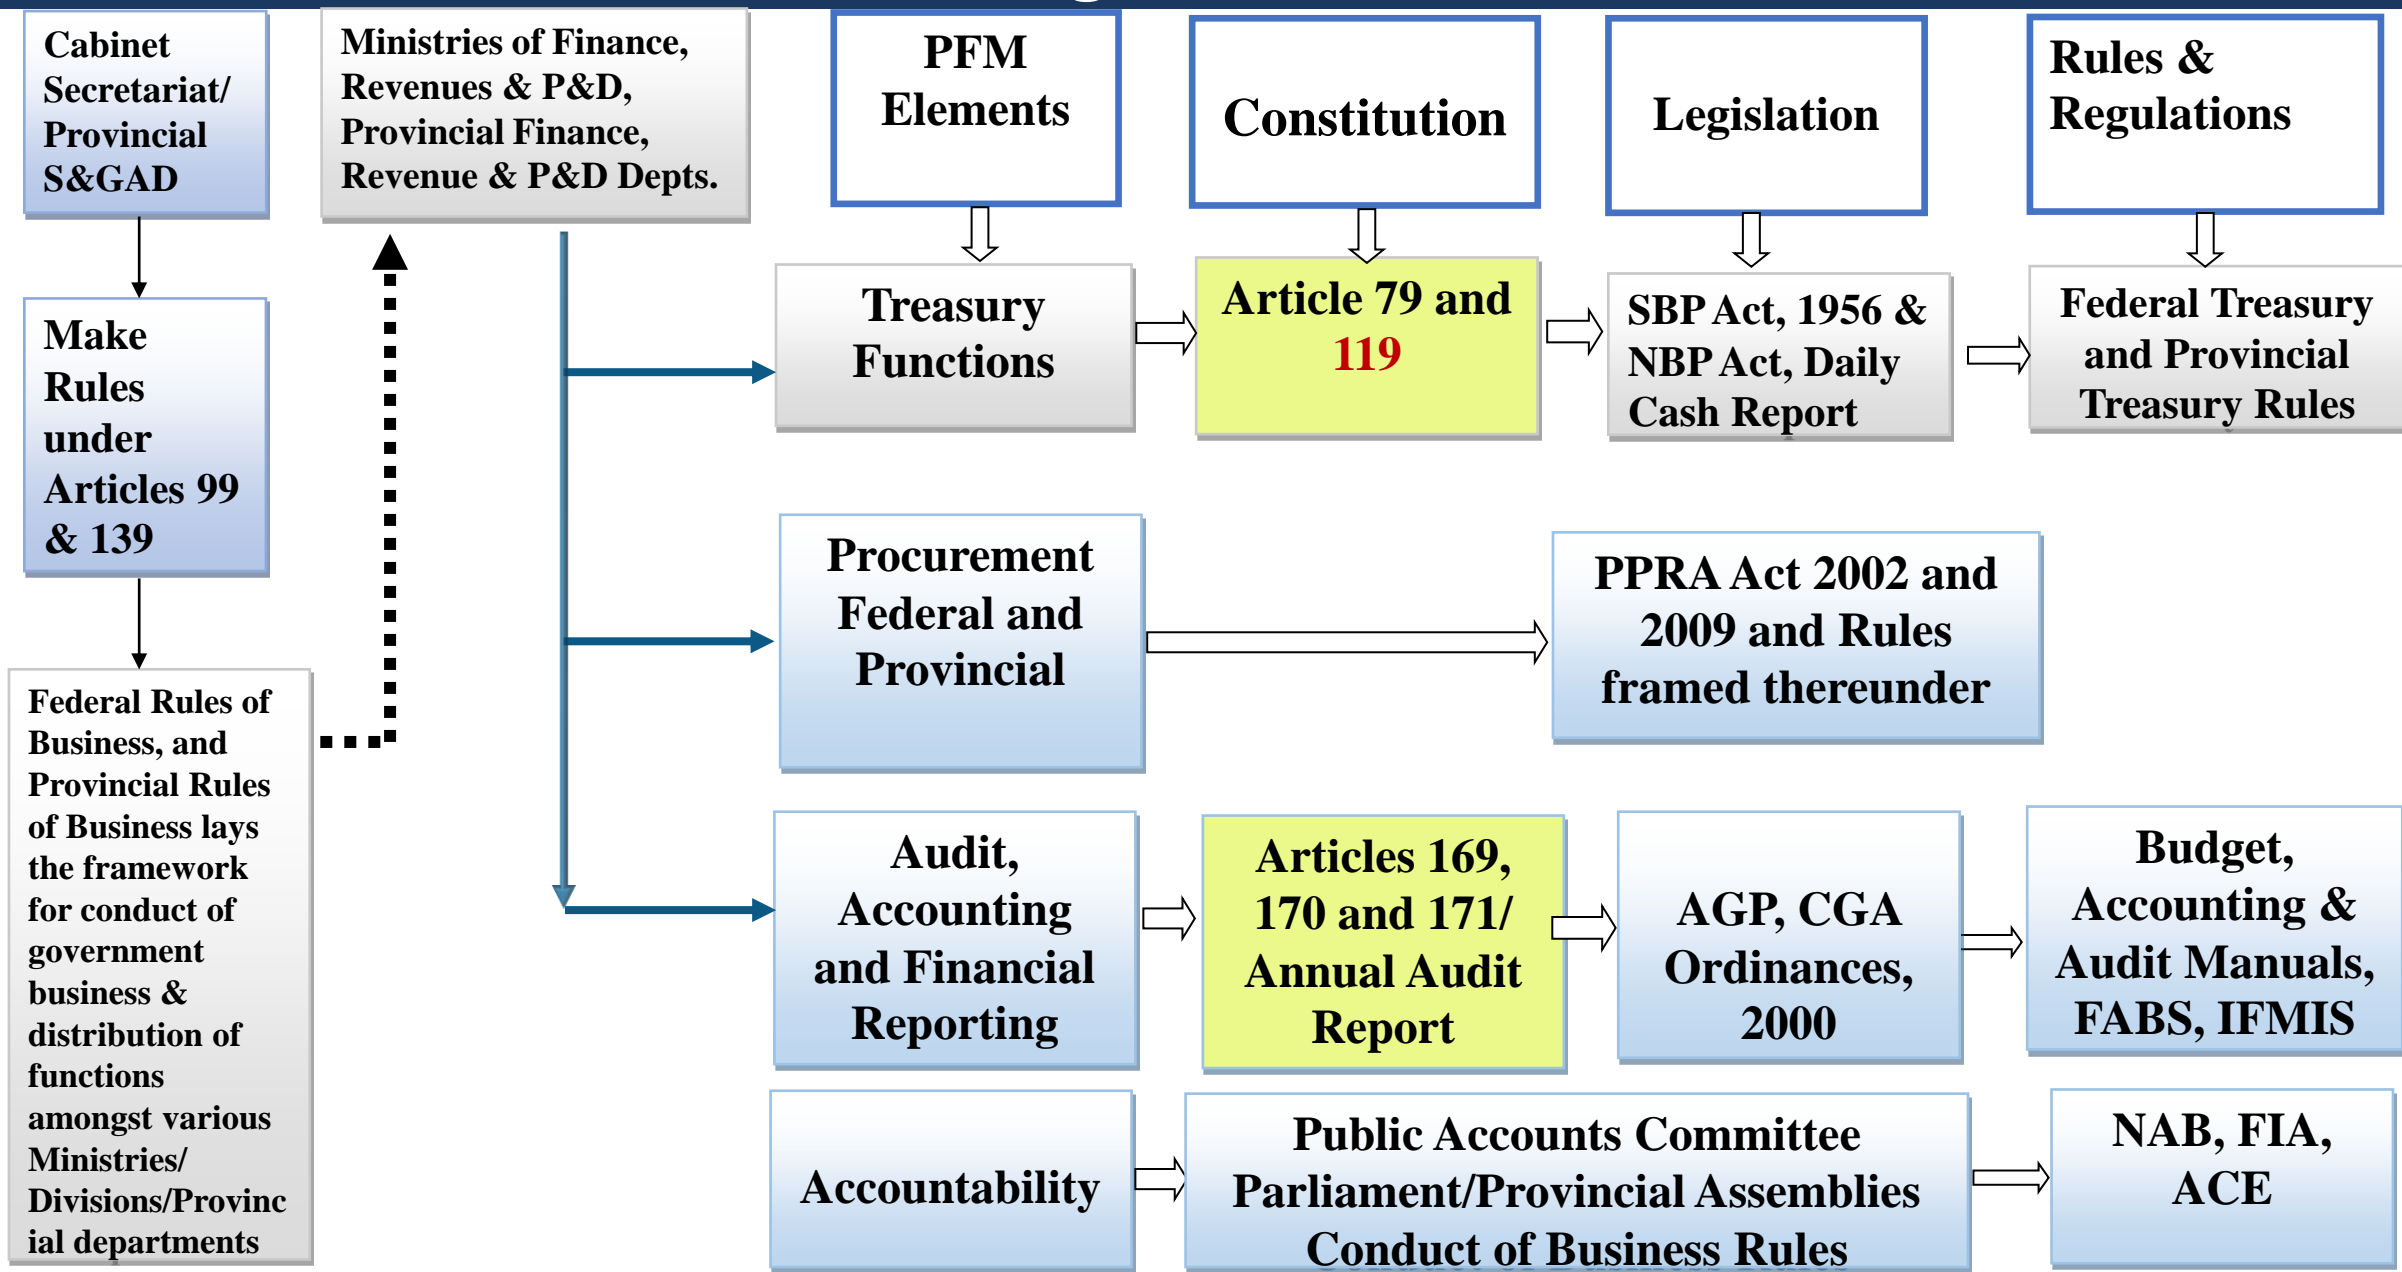 Cabinet
Secretariat/
Provincial
S&GAD
Ministries of Finance,
Revenues & P&D,
Provincial Finance,
Revenue & P&D Depts.
PFM
Elements
Constitution
Legislation
Rules &
Regulations
Make
Rules
under
Articles 99
& 139
Treasury
Functions
Article 79 and
119
SBP Act, 1956 &
NBP Act, Daily
Cash Report
Federal Treasury
and Provincial
Treasury Rules
Procurement
Federal and
Provincial
PPRA Act 2002 and
2009 and Rules
framed thereunder
Federal Rules of
Business, and
Provincial Rules
of Business lays
the framework
for conduct of
government
business &
distribution of
functions
amongst various
Ministries/
Divisions/Provinc
ial departments
Audit,
Accounting
and Financial
Reporting
Articles 169,
170 and 171/
Annual Audit
Report
AGP, CGA
Ordinances,
2000
Budget,
Accounting &
Audit Manuals,
FABS, IFMIS
Accountability
Public Accounts Committee
Parliament/Provincial Assemblies
Conduct of Business Rules
NAB, FIA,
ACE